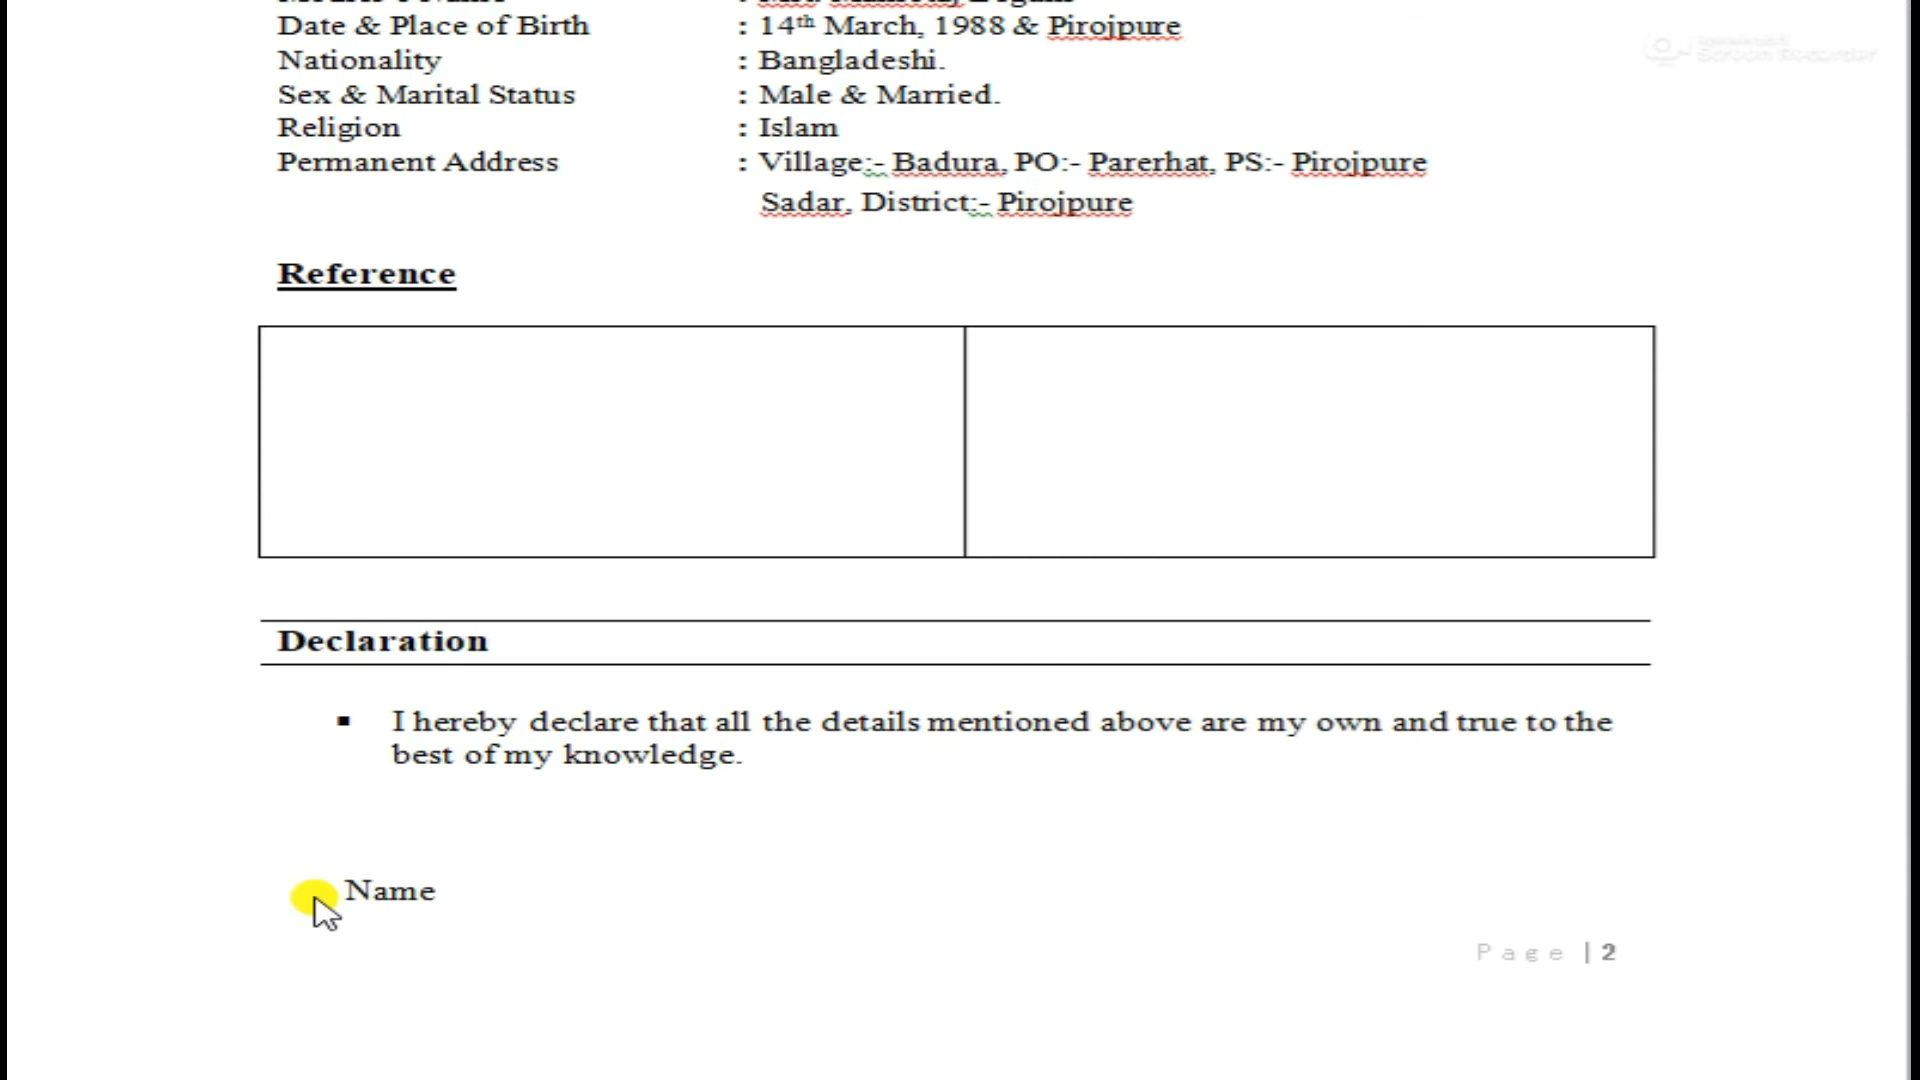 Date & Place of Birth : 14th March, 1988 & Pirojpure
Nationality : Bangladeshi.
Sex & Marital Status : Male & Married.
Religion : Islam
Permanent Address : Village:- Badura, PO:- Parerhat, PS:- Pirojpure
Sadar, District:- Pirojpure
Reference
Declaration
▪ I hereby declare that all the details mentioned above are my own and true to the
best of my knowledge.
Name
Page | 2
Screen Recorder